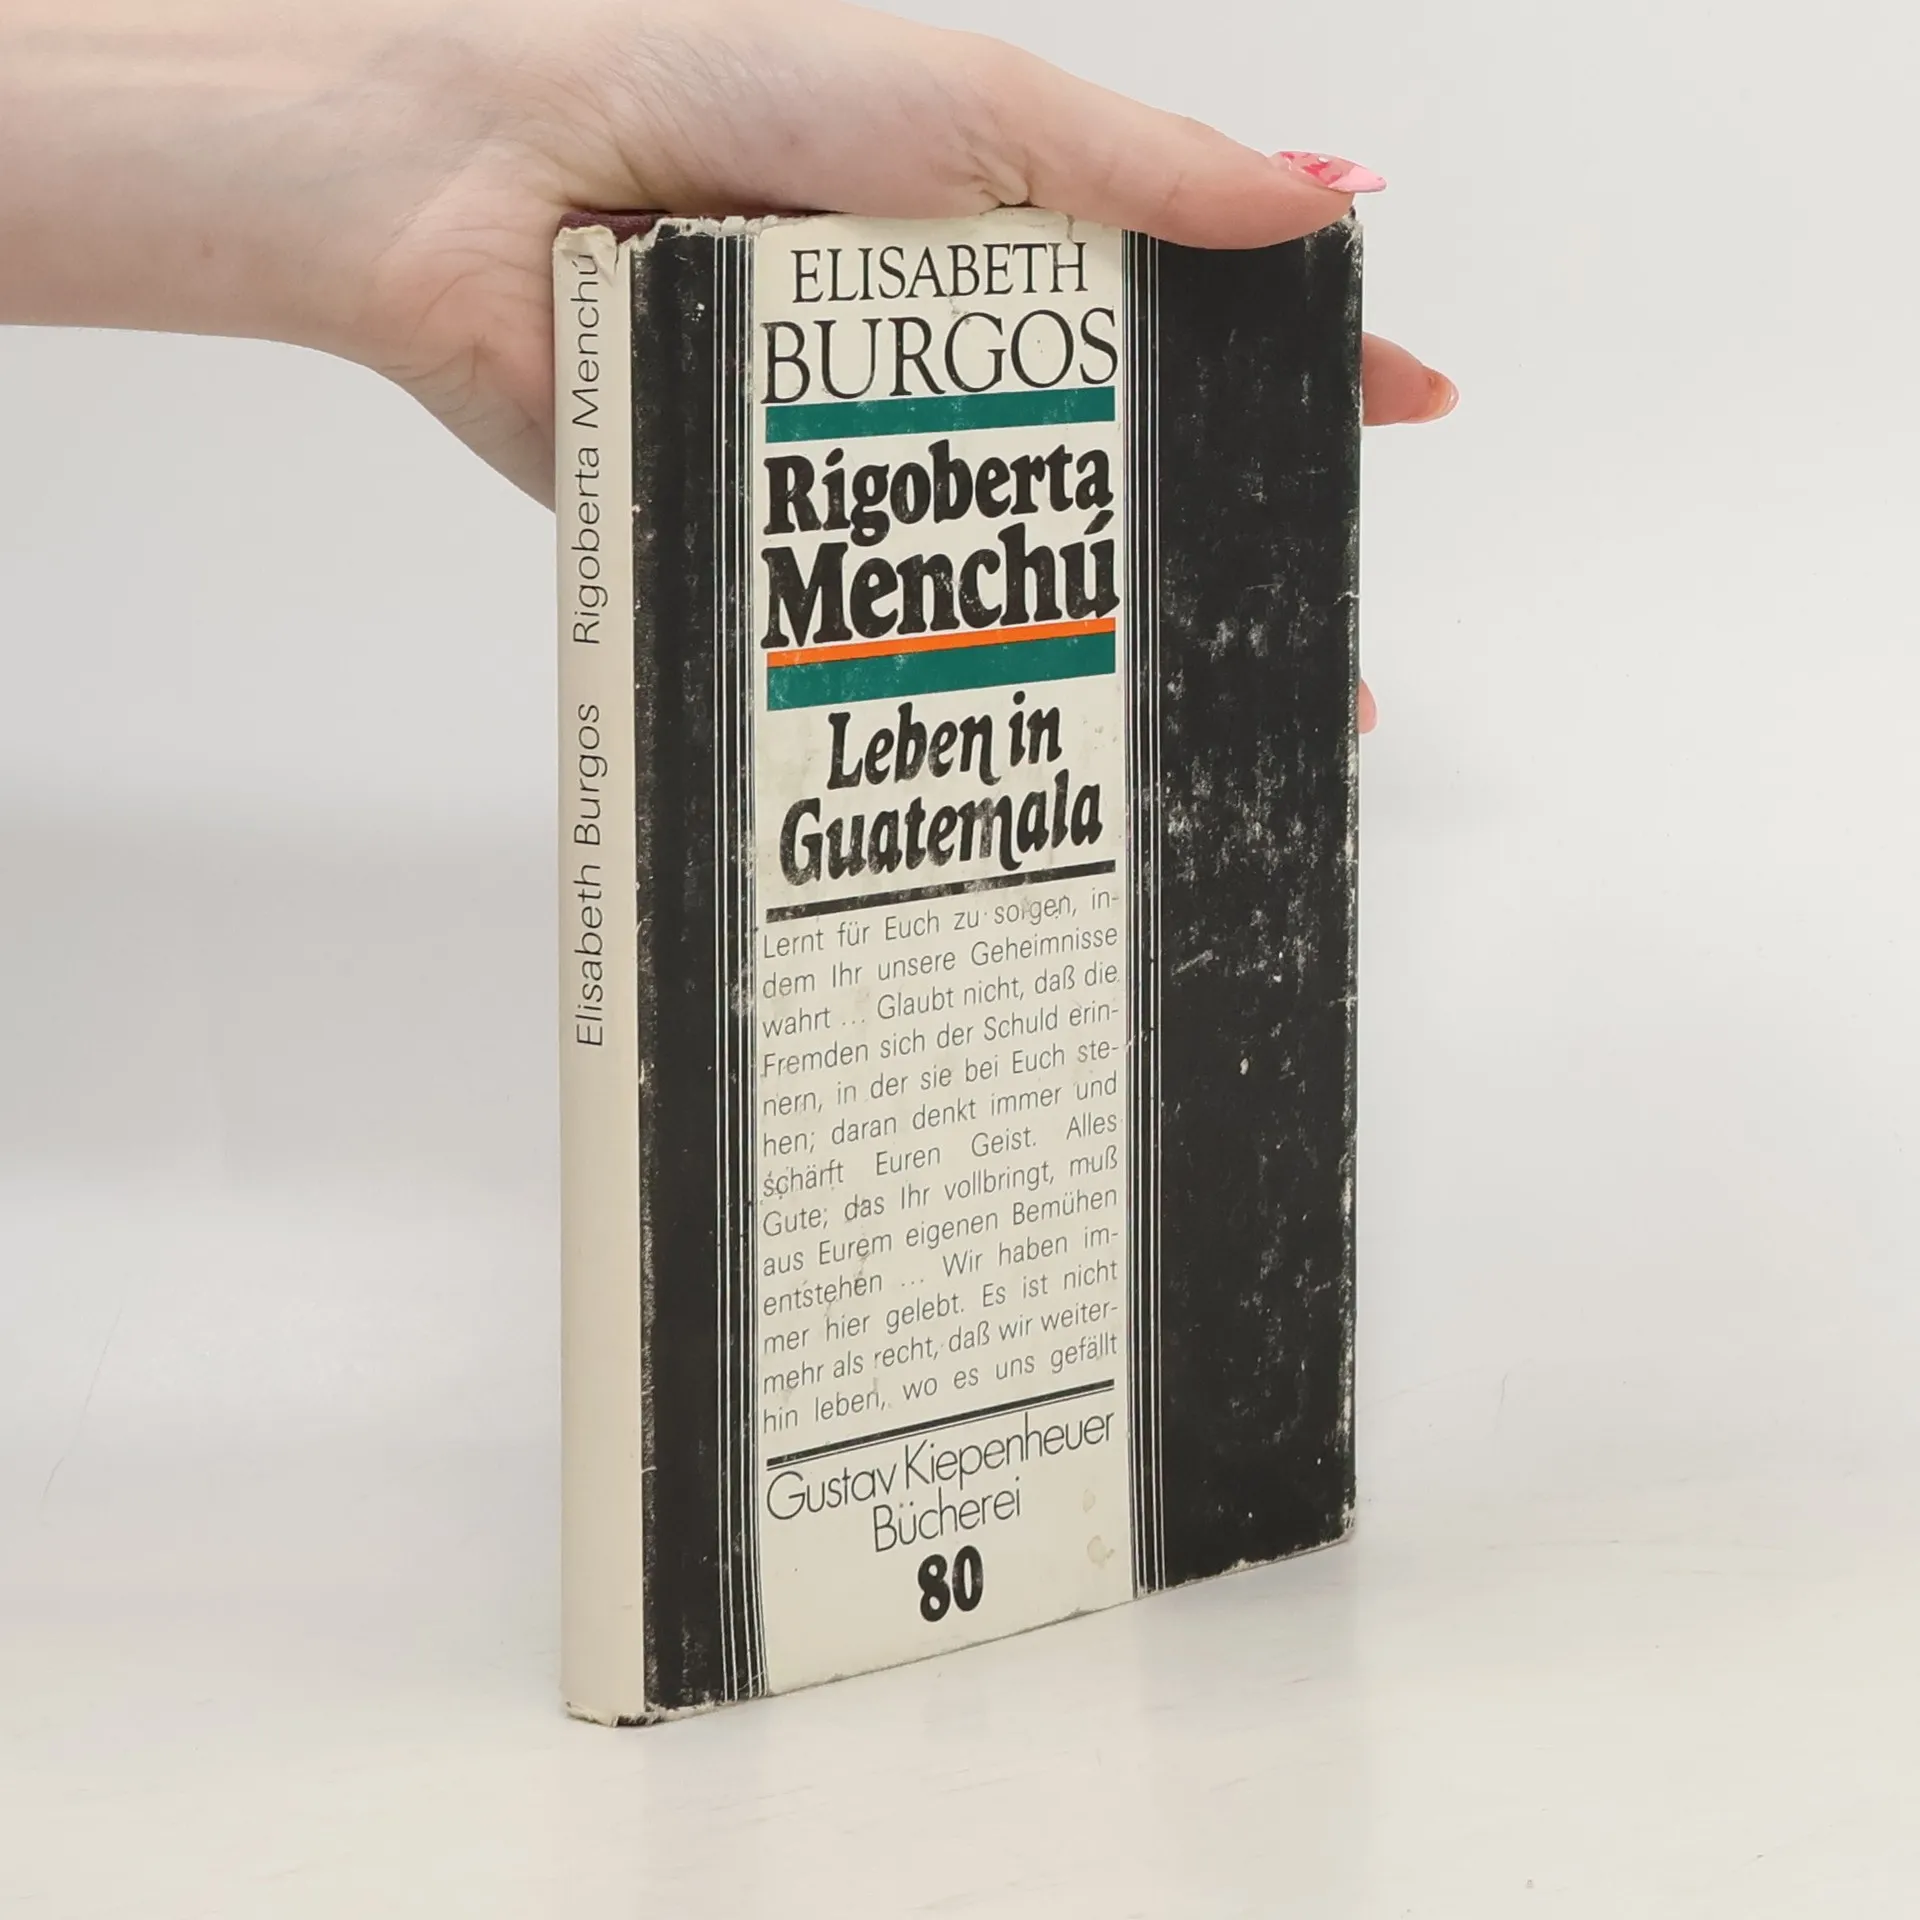 Elisabeth Burgos Rigoberta Menchú
ELISABETH
BURGOS
Rigoberta
Menchú
Leben in
Guatemala
Lernt für Euch zu sorgen, in-
dem Ihr unsere Geheimnisse
wahrt ... Glaubt nicht, daß die
Fremden sich der Schuld erin-
nern, in der sie bei Euch ste-
hen; daran denkt immer und
schärft Euren Geist. Alles
Gute, das Ihr vollbringt, muß
aus Eurem eigenen Bemühen
entstehen ... Wir haben im-
mer hier gelebt. Es ist nicht
mehr als recht, daß wir weiter-
hin leben, wo es uns gefällt
Gustav Kiepenheuer
Bücherei
80